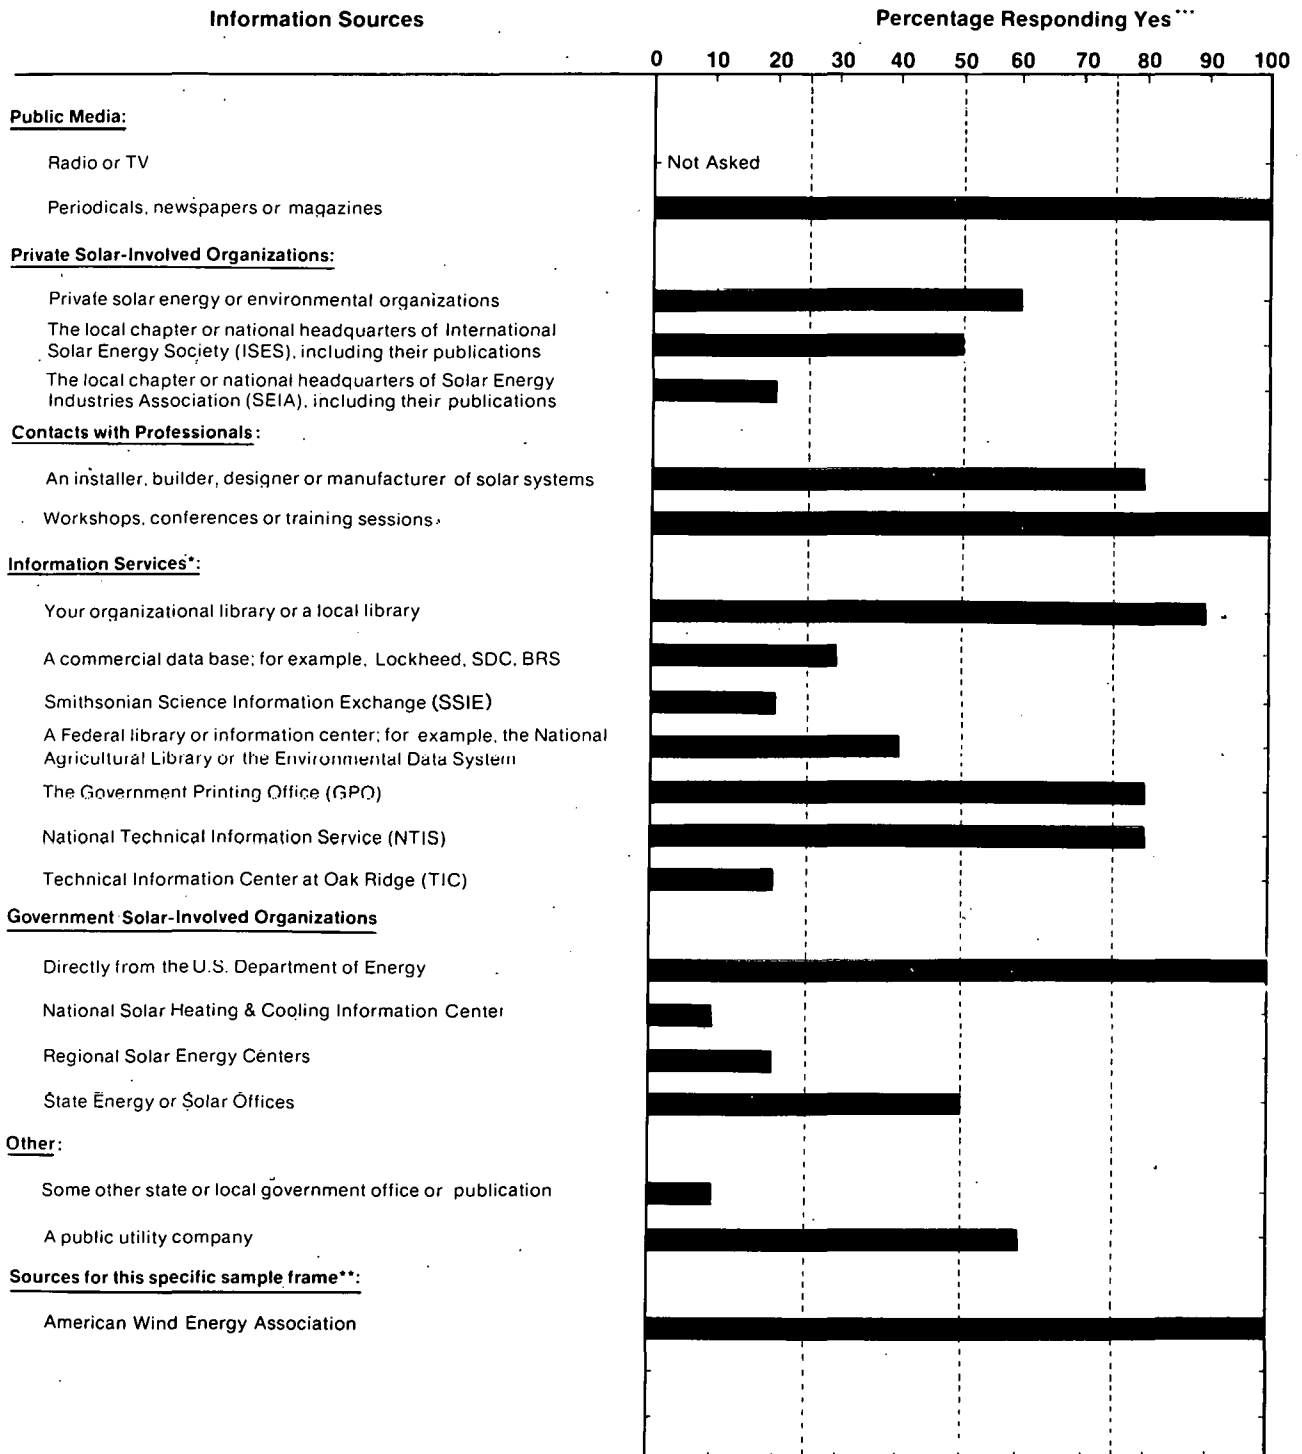 Information Sources
Percentage Responding Yes***
0 10 20 30 40 50 60 70 80 90 100
Public Media:
Radio or TV
Not Asked
Periodicals, newspapers or magazines
Private Solar-Involved Organizations:
Private solar energy or environmental organizations
The local chapter or national headquarters of International
Solar Energy Society (ISES), including their publications
The local chapter or national headquarters of Solar Energy
Industries Association (SEIA), including their publications
Contacts with Professionals:
An installer, builder, designer or manufacturer of solar systems
Workshops, conferences or training sessions
Information Services*:
Your organizational library or a local library
A commercial data base; for example, Lockheed, SDC, BRS
Smithsonian Science Information Exchange (SSIE)
A Federal library or information center; for example, the National
Agricultural Library or the Environmental Data System
The Government Printing Office (GPO)
National Technical Information Service (NTIS)
Technical Information Center at Oak Ridge (TIC)
Government Solar-Involved Organizations
Directly from the U.S. Department of Energy
National Solar Heating & Cooling Information Center
Regional Solar Energy Centers
State Energy or Solar Offices
Other:
Some other state or local government office or publication
A public utility company
Sources for this specific sample frame**:
American Wind Energy Association